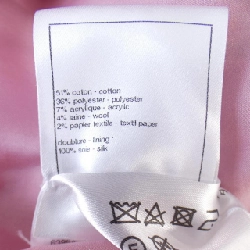 51% coton - cotton
36% polyester - polyester
7% acrylique - acrylic
4% laine - wool
2% papier textile - textil paper
doublure - lining :
100% soie - silk